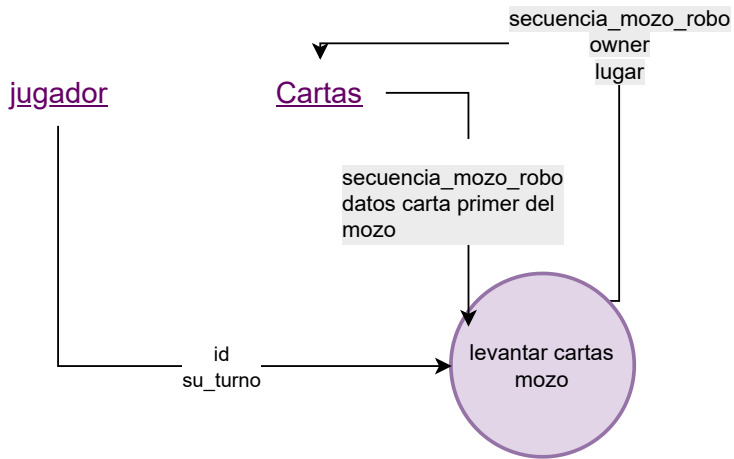 secuencia_mozo_robo
owner
lugar
jugador
Cartas
secuencia_mozo_robo
datos carta primer del
mozo
levantar cartas
mozo
id
su_turno